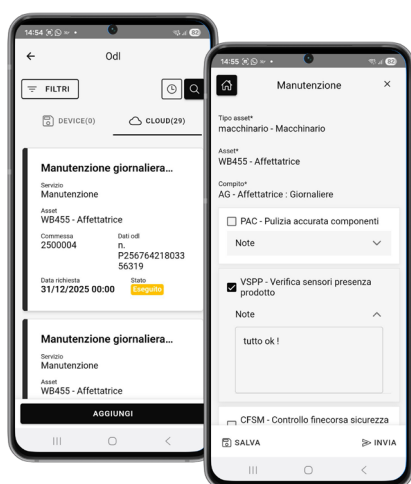 14:54
82
Odl
FILTRI
DEVICE(0)
CLOUD(29)
Manutenzione giornaliera...
Servizio
Manutenzione
Asset
WB455 - Affettatrice
Commessa
2500004
Dati odl
n.
P256764218033
56319
Data richiesta
31/12/2025 00:00
Stato
Eseguito
Manutenzione giornaliera...
Servizio
Manutenzione
Asset
WB455 - Affettatrice
AGGIUNGI
14:55
82
Manutenzione
Tipo asset*
macchinario - Macchinario
Asset*
WB455 - Affettatrice
Compito*
AG - Affettatrice : Giornaliere
PAC - Pulizia accurata componenti
Note
VSPP - Verifica sensori presenza
prodotto
Note
tutto ok !
CFSM - Controllo finecorsa sicurezza
SALVA
INVIA